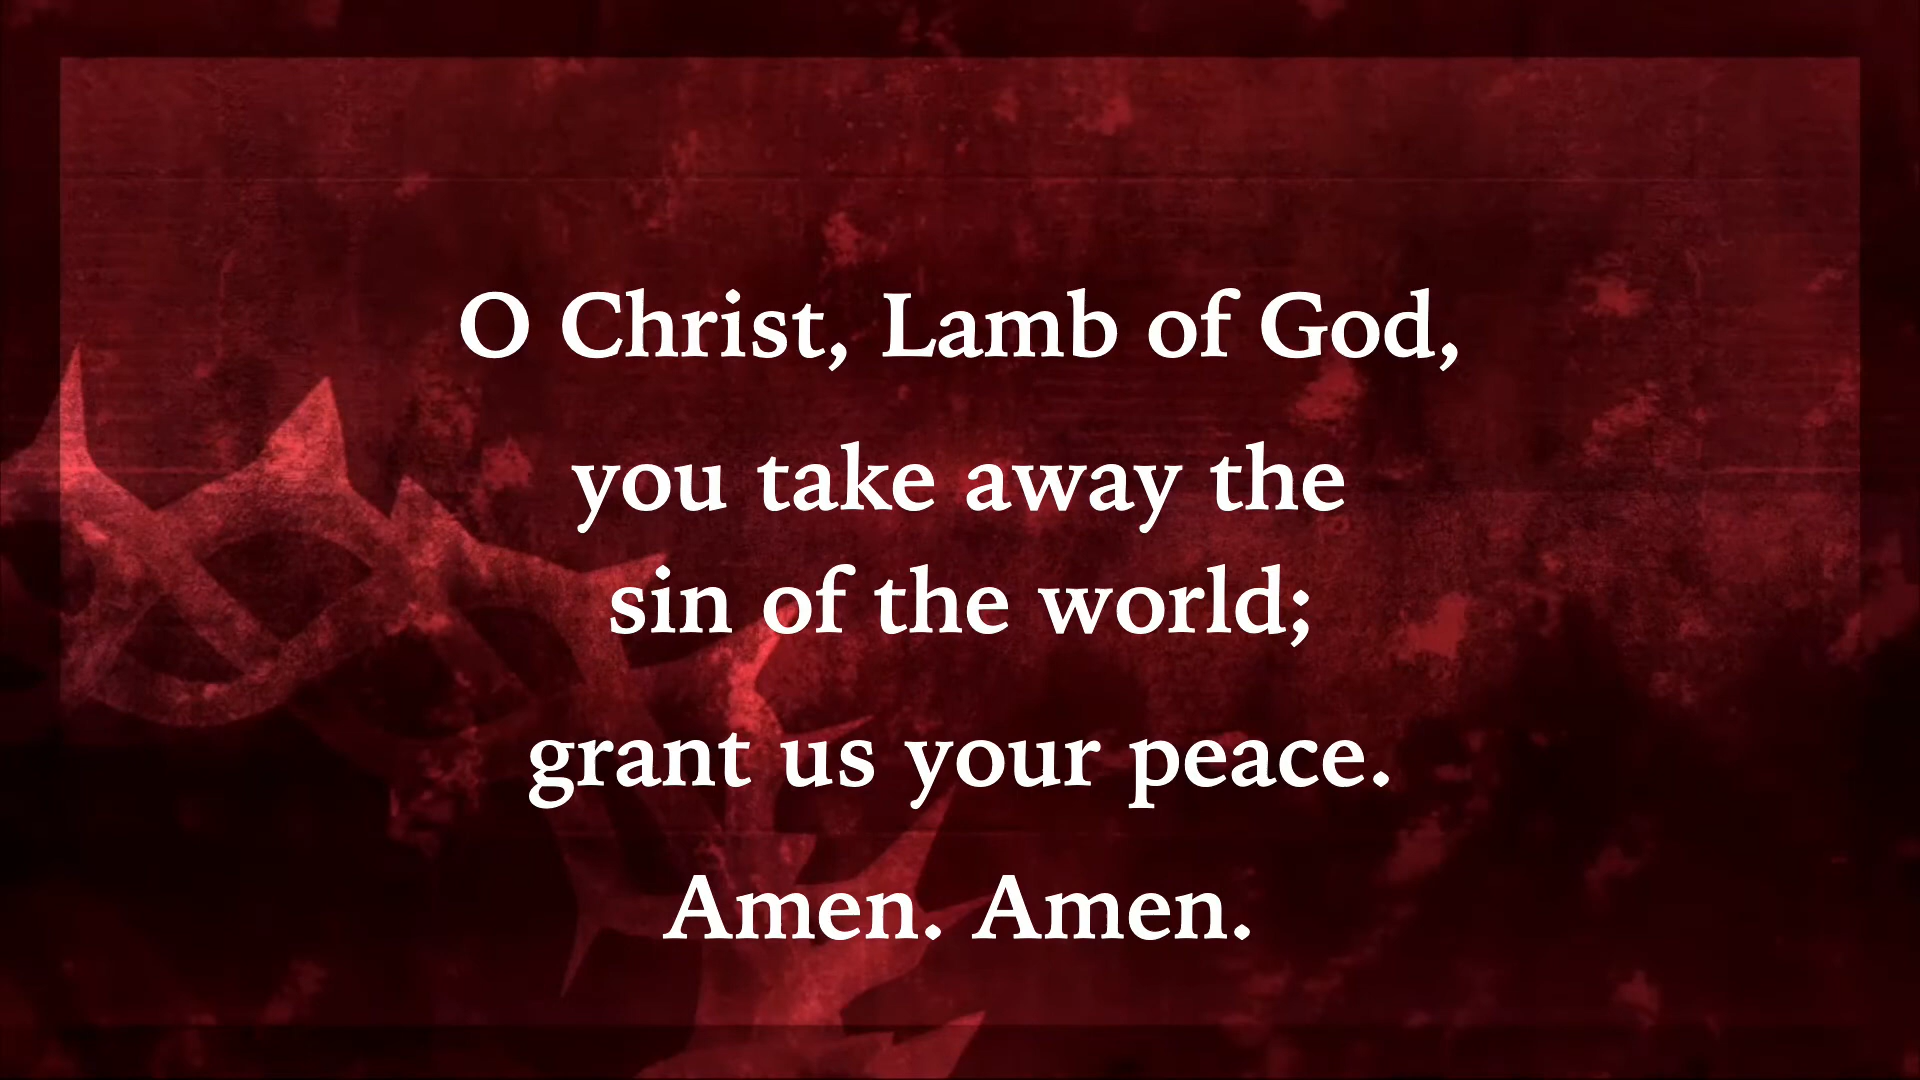 O Christ, Lamb of God,
you take away the
sin of the world;
grant us your peace.
Amen. Amen.